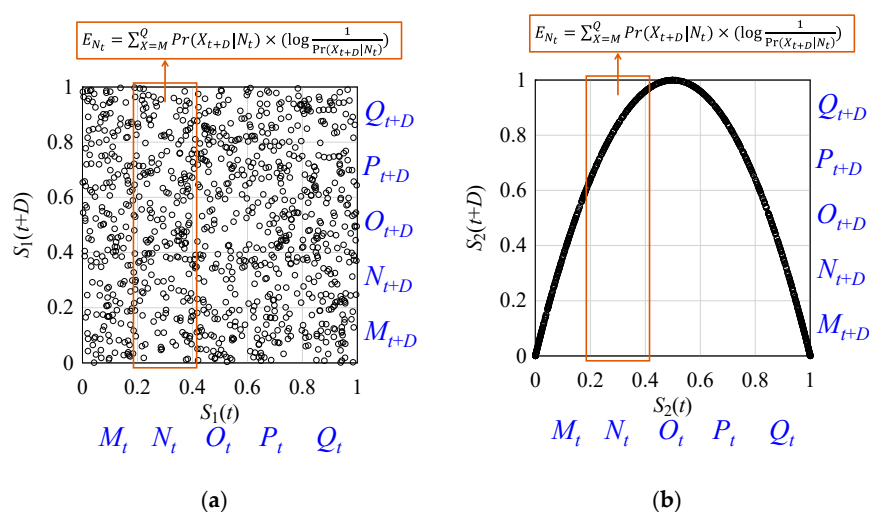 E_{N_t} = ∑_{X=M}^{Q} Pr(X_{t+D}|N_t) × (log 1/Pr(X_{t+D}|N_t))
1
0.8
0.6
0.4
0.2
0
S₁(t+D)
Q_{t+D}
P_{t+D}
O_{t+D}
N_{t+D}
M_{t+D}
0 0.2 0.4 0.6 0.8 1
S₁(t)
M_t N_t O_t P_t Q_t
(a)
E_{N_t} = ∑_{X=M}^{Q} Pr(X_{t+D}|N_t) × (log 1/Pr(X_{t+D}|N_t))
1
0.8
0.6
0.4
0.2
0
S₂(t+D)
Q_{t+D}
P_{t+D}
O_{t+D}
N_{t+D}
M_{t+D}
0 0.2 0.4 0.6 0.8 1
S₂(t)
M_t N_t O_t P_t Q_t
(b)